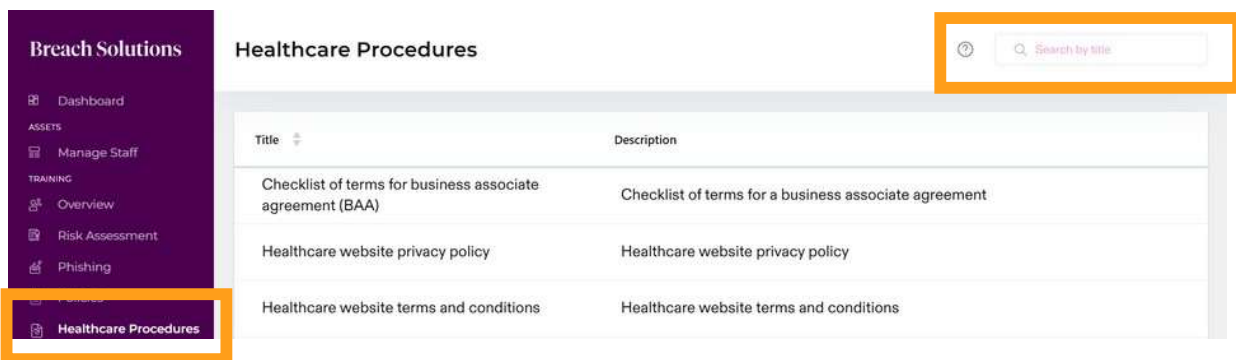 Breach Solutions
Dashboard
ASSETS
Manage Staff
TRAINING
Overview
Risk Assessment
Phishing
Policies
Healthcare Procedures
Healthcare Procedures
Search by title
Title
Description
Checklist of terms for business associate
agreement (BAA)
Checklist of terms for a business associate agreement
Healthcare website privacy policy
Healthcare website privacy policy
Healthcare website terms and conditions
Healthcare website terms and conditions